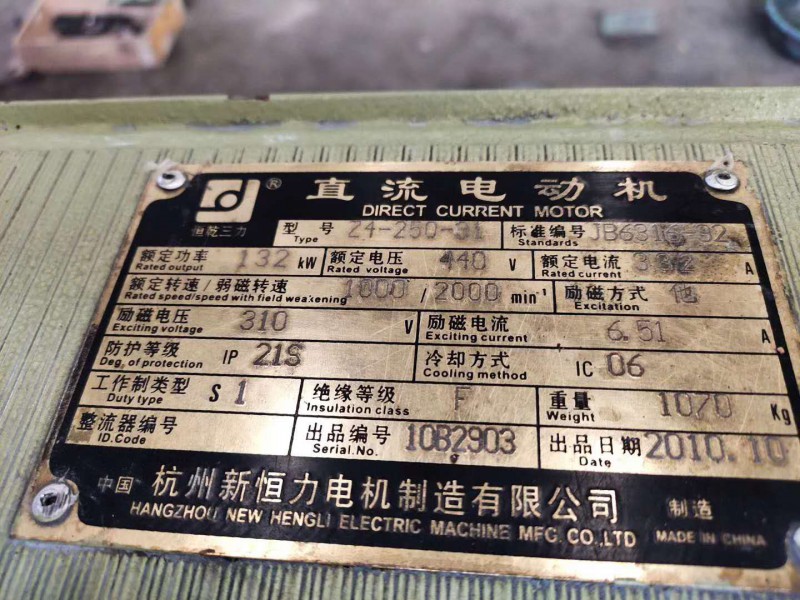 ® 直流电动机
DIRECT CURRENT MOTOR
恒乾三力 型号 Z4-250-31 标准编号 JB6316-92
Type Standards
额定功率 132 kW 额定电压 440 V 额定电流 A
Rated output Rated voltage Rated current
额定转速/弱磁转速 1000/2000 min⁻¹ 励磁方式 他
Rated speed/speed with field weakening Excitation
励磁电压 310 V 励磁电流 6.51 A
Exciting voltage Exciting current
防护等级 IP 21S 冷却方式 IC 06
Deg. of protection Cooling method
工作制类型 S 1 绝缘等级 F 重量 1070 Kg
Duty type Insulation class Weight
整流器编号 出品编号 10B2903 出品日期 2010.10
ID.Code Serial.No. Date
中国 杭州新恒力电机制造有限公司 制造
HANGZHOU NEW HENGLI ELECTRIC MACHINE MFG.CO.,LTD MADE IN CHINA